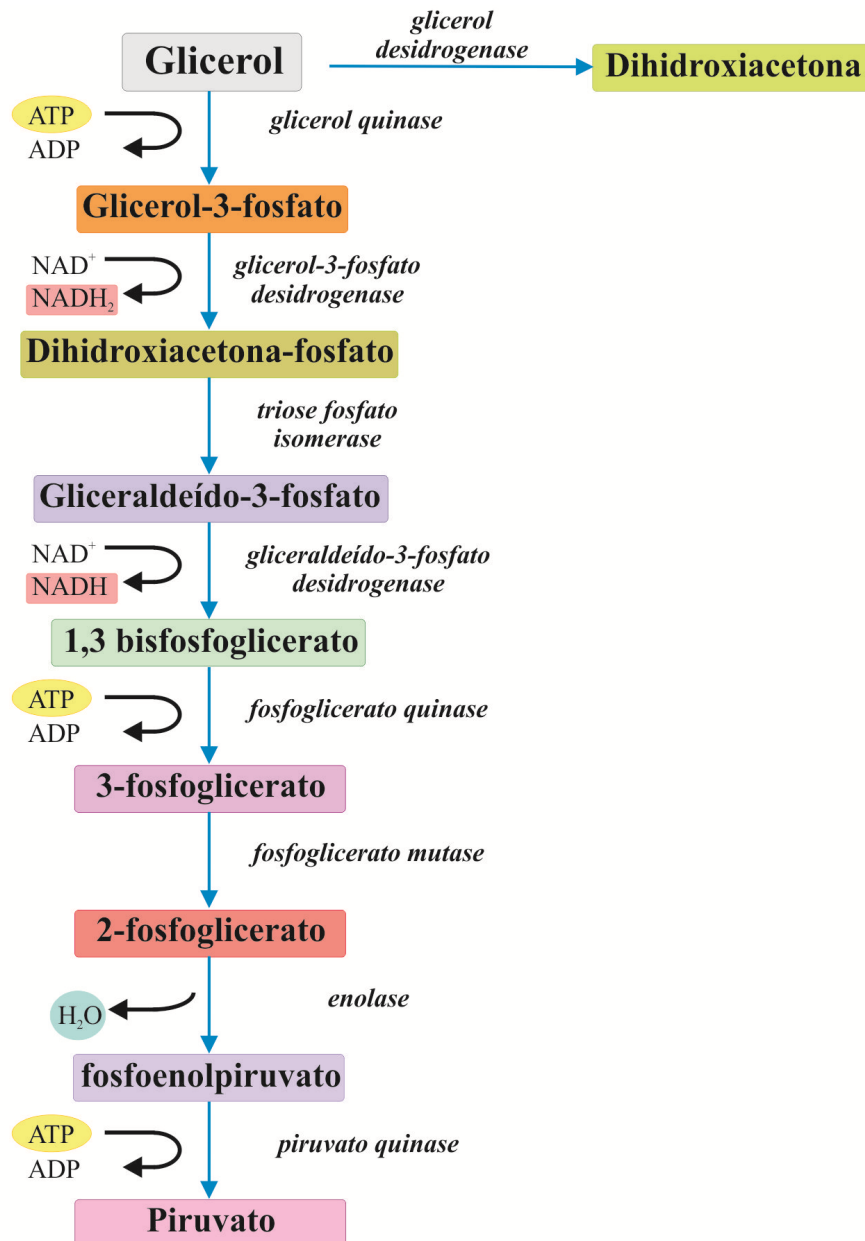 glicerol
desidrogenase
Glicerol
Dihidroxiacetona
ATP
ADP
glicerol quinase
Glicerol-3-fosfato
NAD⁺
NADH₂
glicerol-3-fosfato
desidrogenase
Dihidroxiacetona-fosfato
triose fosfato
isomerase
Gliceraldeído-3-fosfato
NAD⁺
NADH
gliceraldeído-3-fosfato
desidrogenase
1,3 bisfosfoglicerato
ATP
ADP
fosfoglicerato quinase
3-fosfoglicerato
fosfoglicerato mutase
2-fosfoglicerato
H₂O
enolase
fosfoenolpiruvato
ATP
ADP
piruvato quinase
Piruvato